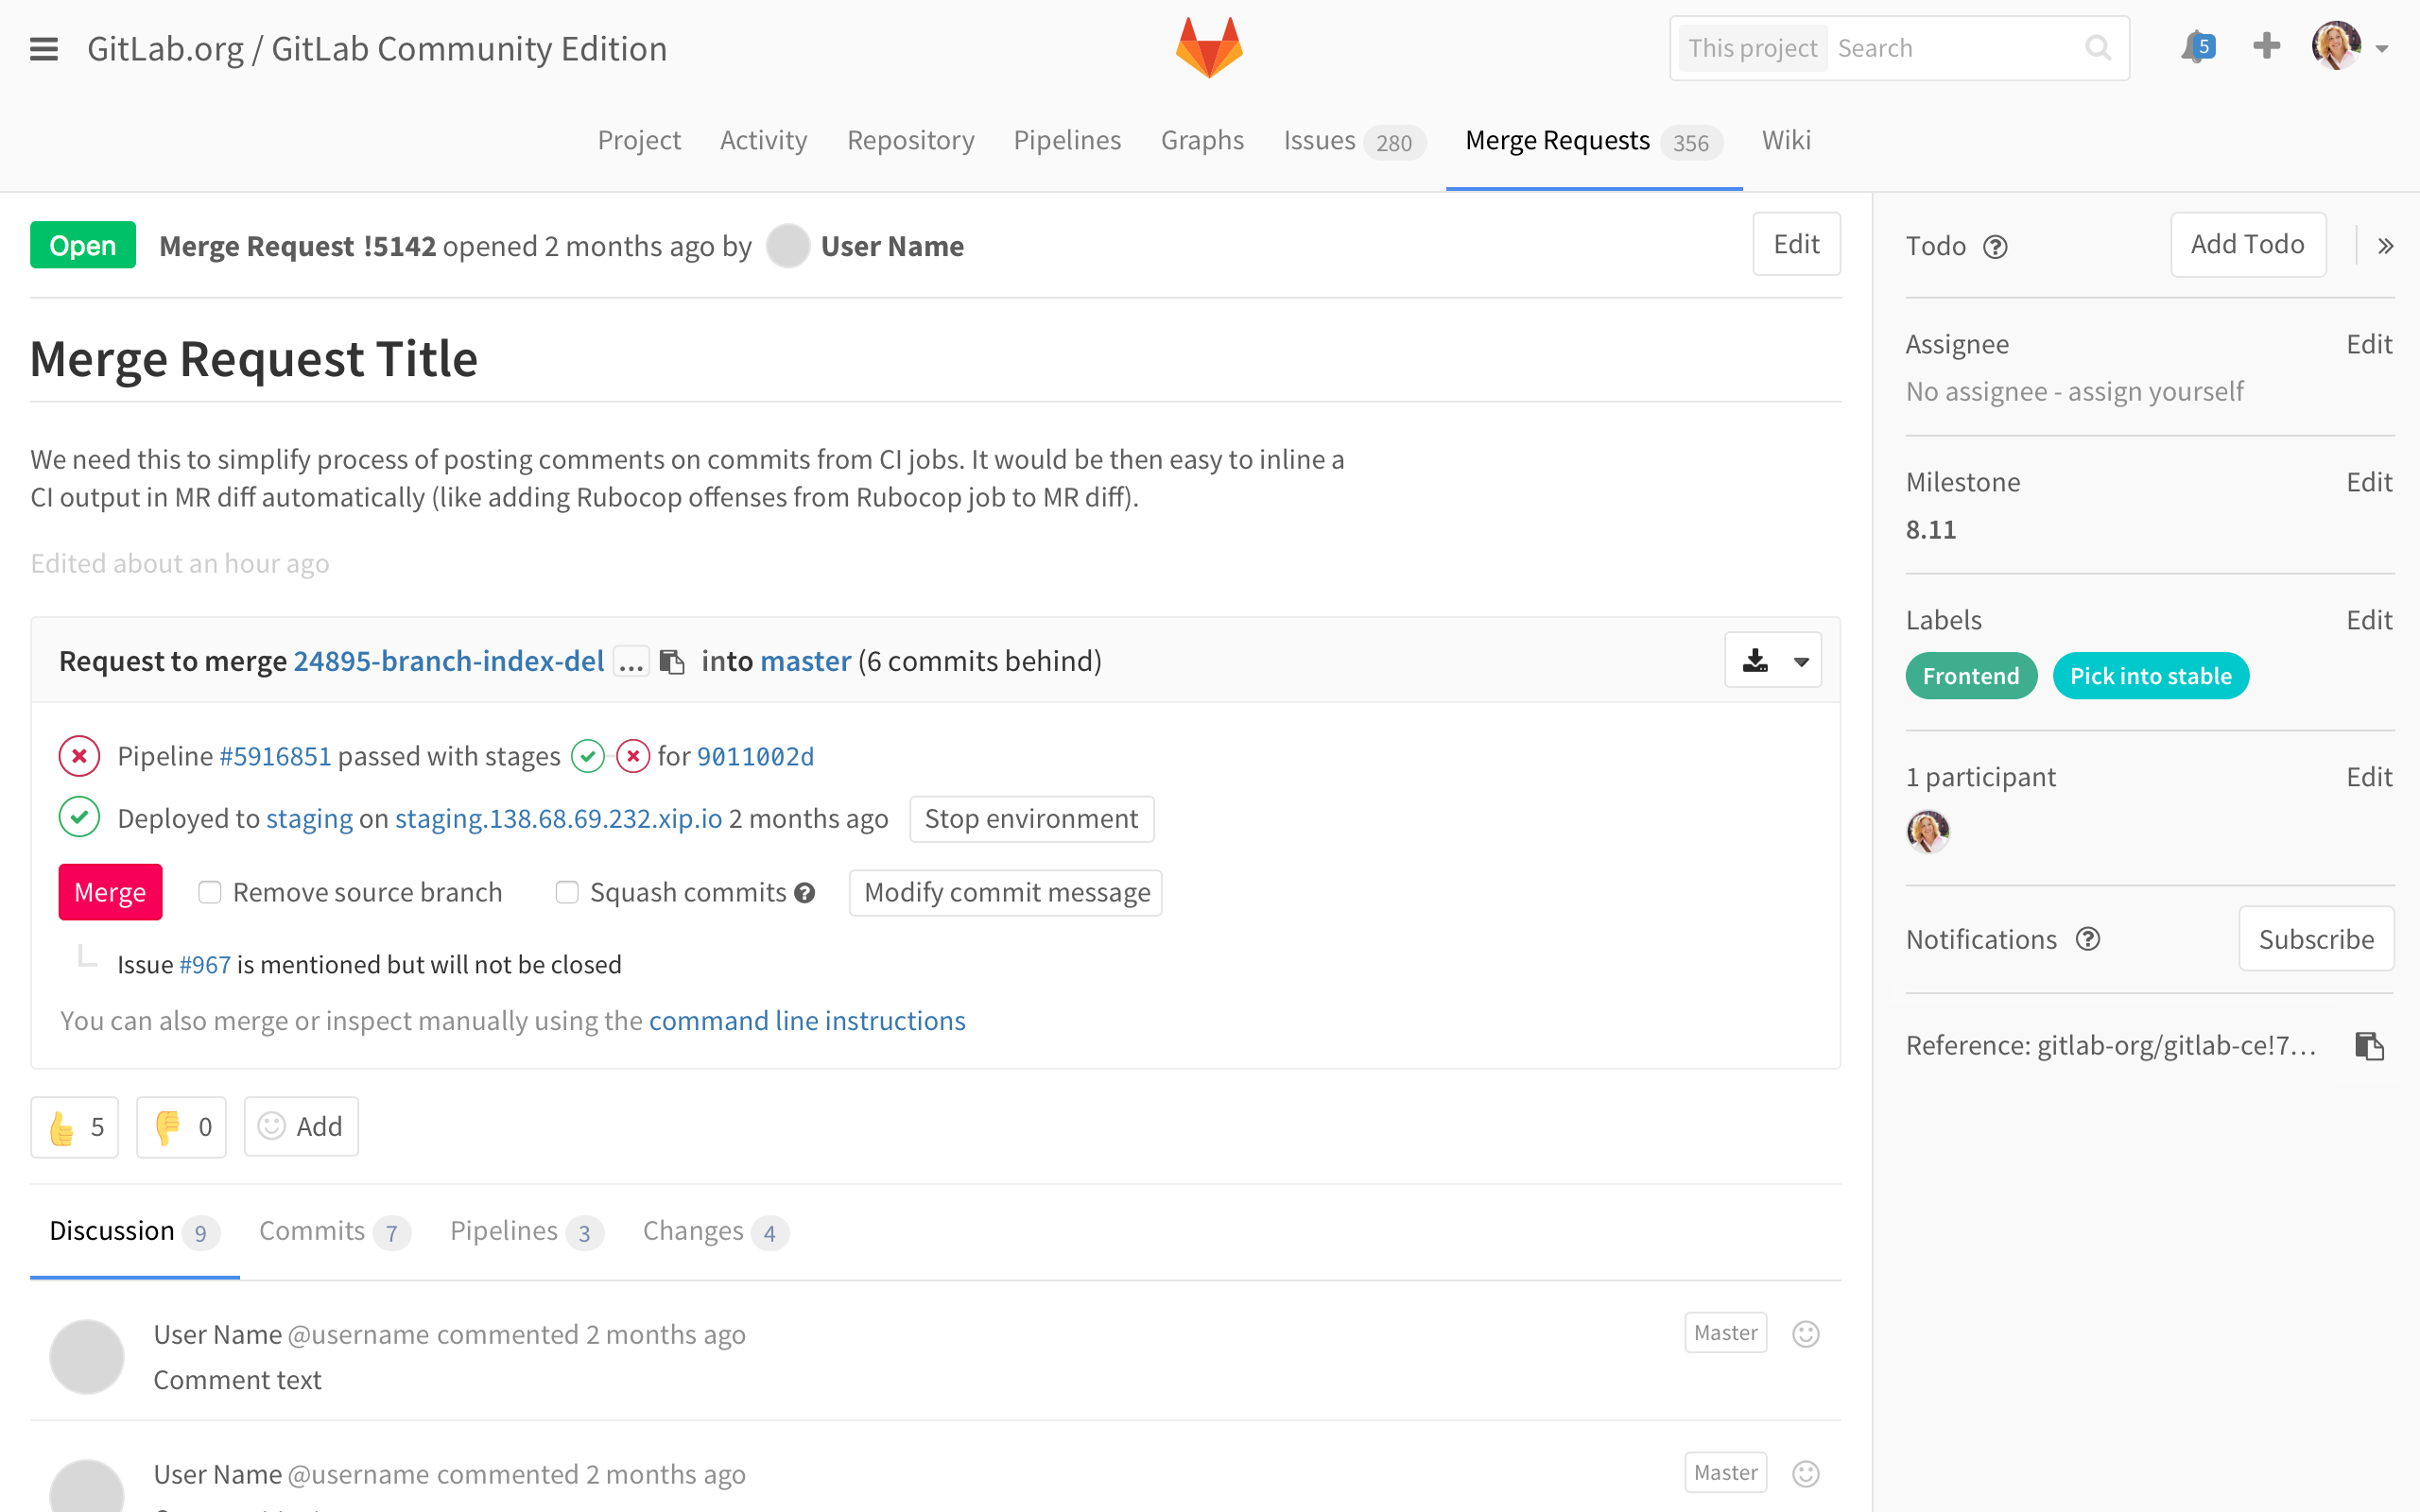 GitLab.org / GitLab Community Edition
This project Search
5
Project Activity Repository Pipelines Graphs Issues 280 Merge Requests 356 Wiki
Open Merge Request !5142 opened 2 months ago by User Name Edit
Merge Request Title
We need this to simplify process of posting comments on commits from CI jobs. It would be then easy to inline a
CI output in MR diff automatically (like adding Rubocop offenses from Rubocop job to MR diff).
Edited about an hour ago
Request to merge 24895-branch-index-del ... into master (6 commits behind)
Pipeline #5916851 passed with stages for 9011002d
Deployed to staging on staging.138.68.69.232.xip.io 2 months ago Stop environment
Merge Remove source branch Squash commits ? Modify commit message
Issue #967 is mentioned but will not be closed
You can also merge or inspect manually using the command line instructions
5 0 Add
Discussion 9 Commits 7 Pipelines 3 Changes 4
User Name @username commented 2 months ago Master
Comment text
User Name @username commented 2 months ago Master
Todo ? Add Todo »
Assignee Edit
No assignee - assign yourself
Milestone Edit
8.11
Labels Edit
Frontend Pick into stable
1 participant Edit
Notifications ? Subscribe
Reference: gitlab-org/gitlab-ce!7...